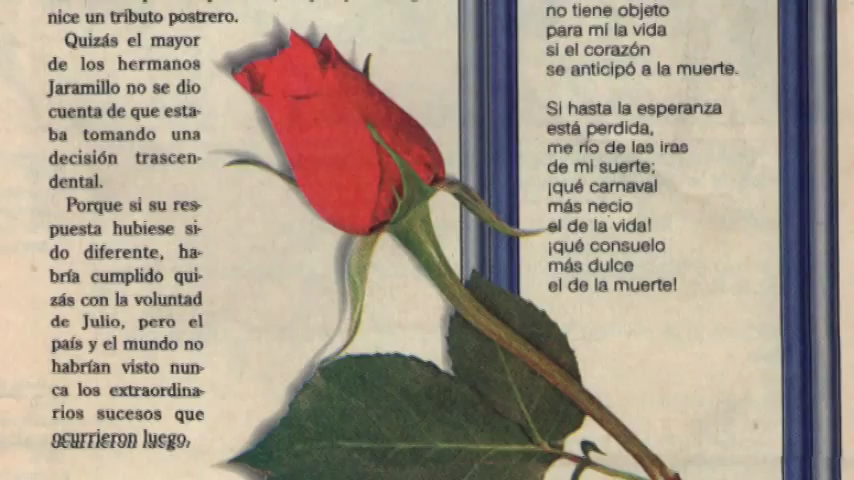 nice un tributo postrero.
Quizás el mayor
de los hermanos
Jaramillo no se dio
cuenta de que esta-
ba tomando una
decisión trascen-
dental.
Porque si su res-
puesta hubiese si-
do diferente, ha-
bría cumplido qui-
zás con la voluntad
de Julio, pero el
país y el mundo no
habrían visto nun-
ca los extraordina-
rios sucesos que
ocurrieron luego,
no tiene objeto
para mí la vida
si el corazón
se anticipó a la muerte.
Si hasta la esperanza
está perdida,
me río de las iras
de mi suerte;
¡qué carnaval
más necio
el de la vida!
¡qué consuelo
más dulce
el de la muerte!